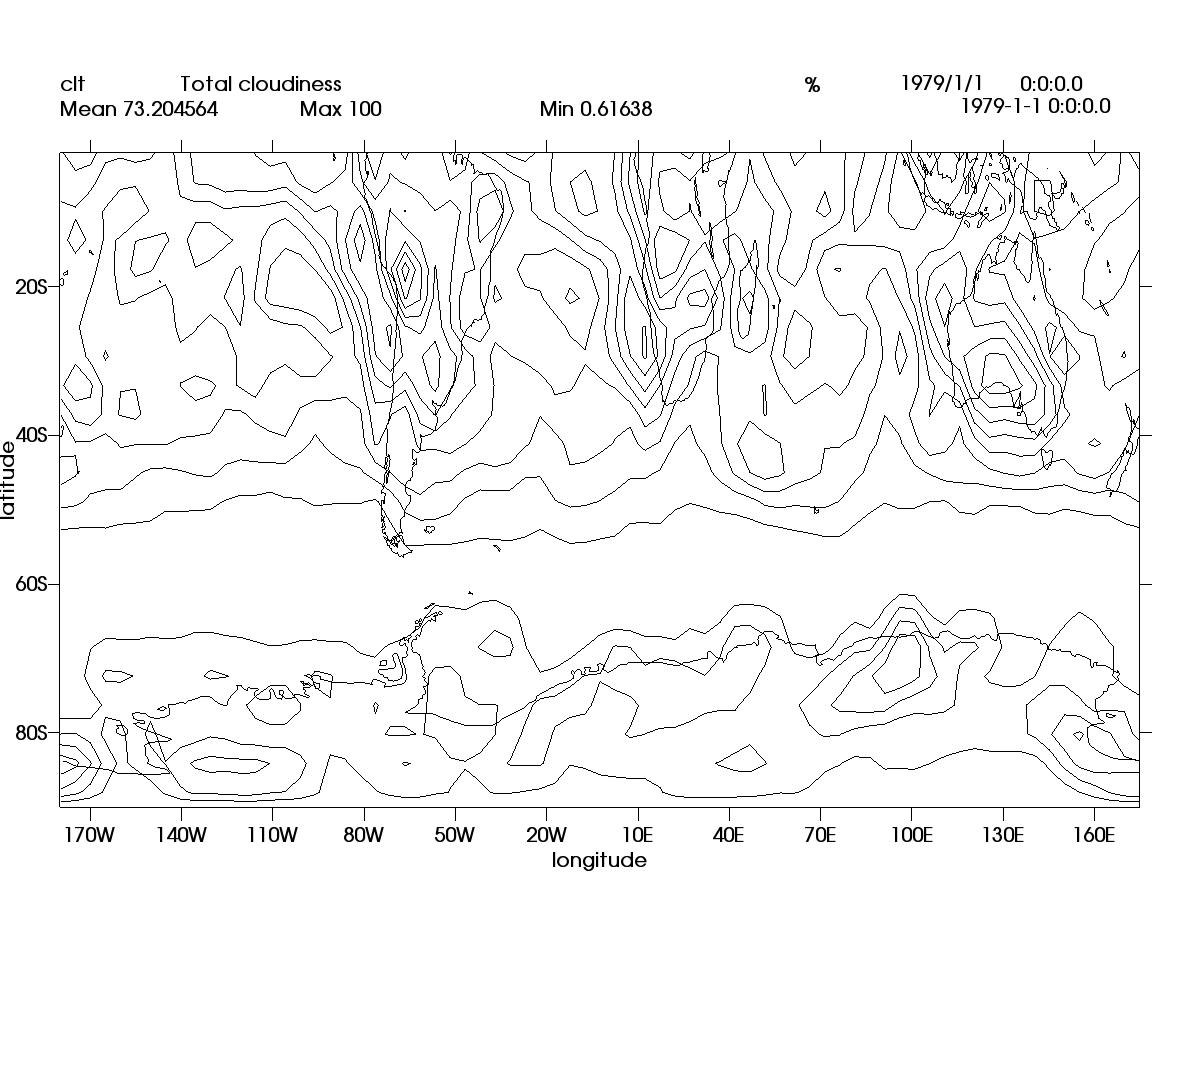 clt Total cloudiness % 1979/1/1 0:0:0.0
Mean 73.204564 Max 100 Min 0.61638 1979-1-1 0:0:0.0
20S
40S
latitude
60S
80S
170W 140W 110W 80W 50W 20W 10E 40E 70E 100E 130E 160E
longitude